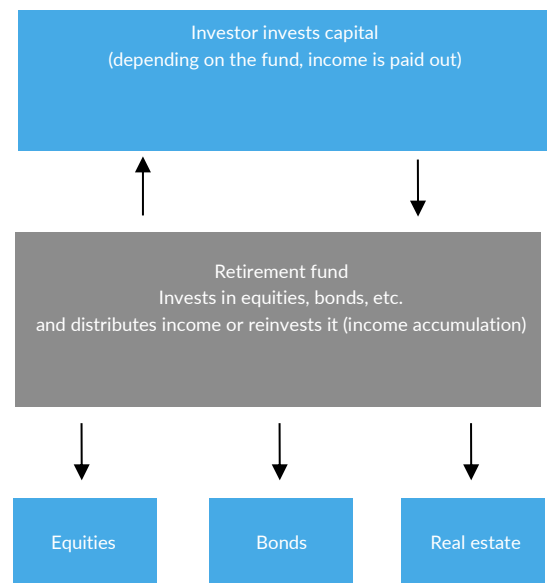 Investor invests capital
(depending on the fund, income is paid out)
Retirement fund
Invests in equities, bonds, etc.
and distributes income or reinvests it (income accumulation)
Equities
Bonds
Real estate